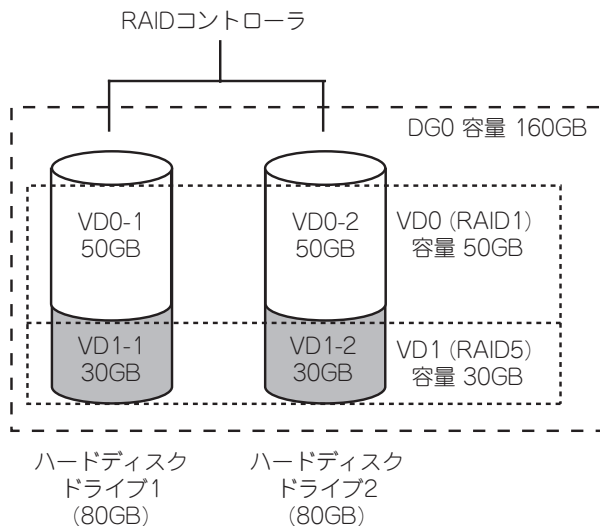 RAIDコントローラ
DG0 容量 160GB
VD0-1
50GB
VD0-2
50GB
VD0 (RAID1)
容量 50GB
VD1-1
30GB
VD1-2
30GB
VD1 (RAID5)
容量 30GB
ハードディスク
ドライブ1
(80GB)
ハードディスク
ドライブ2
(80GB)